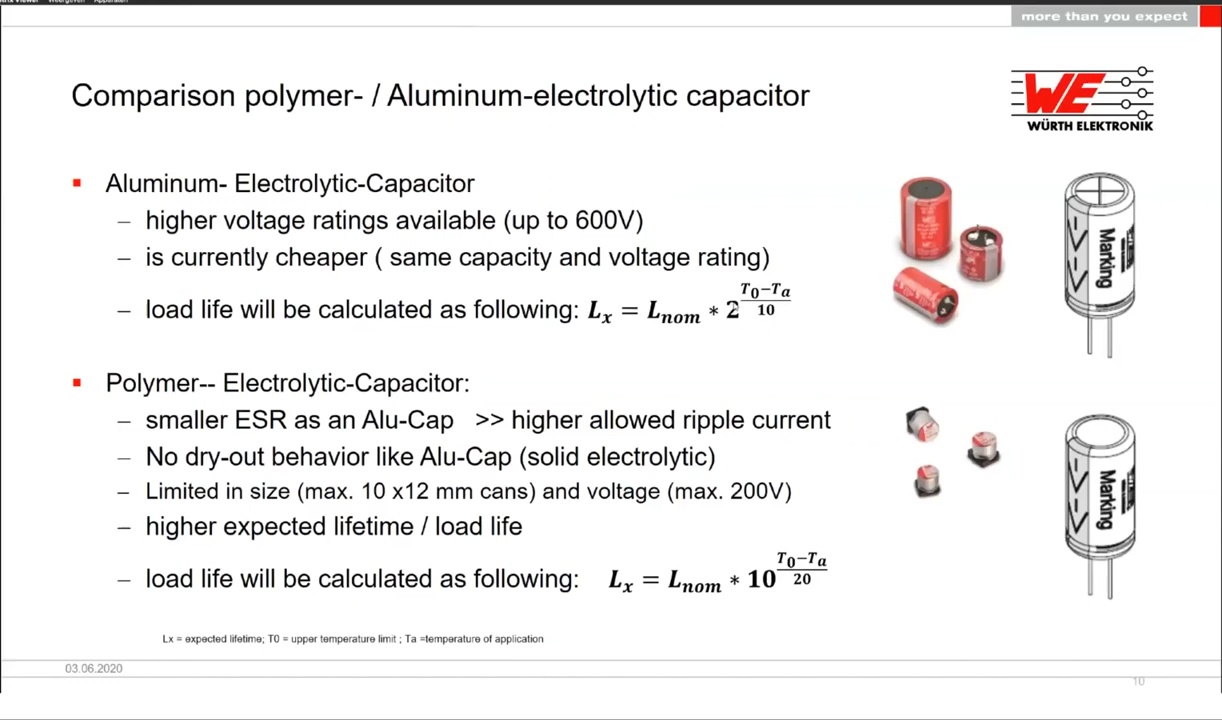 more than you expect
Comparison polymer- / Aluminum-electrolytic capacitor
WE
WÜRTH ELEKTRONIK
▪ Aluminum- Electrolytic-Capacitor
– higher voltage ratings available (up to 600V)
– is currently cheaper ( same capacity and voltage rating)
– load life will be calculated as following: Lₓ = Lₙₒₘ * 2^((T₀−Tₐ)/10)
Marking
▪ Polymer-- Electrolytic-Capacitor:
– smaller ESR as an Alu-Cap >> higher allowed ripple current
– No dry-out behavior like Alu-Cap (solid electrolytic)
– Limited in size (max. 10 x12 mm cans) and voltage (max. 200V)
– higher expected lifetime / load life
– load life will be calculated as following: Lₓ = Lₙₒₘ * 10^((T₀−Tₐ)/20)
Marking
Lx = expected lifetime; T0 = upper temperature limit ; Ta =temperature of application
03.06.2020
10